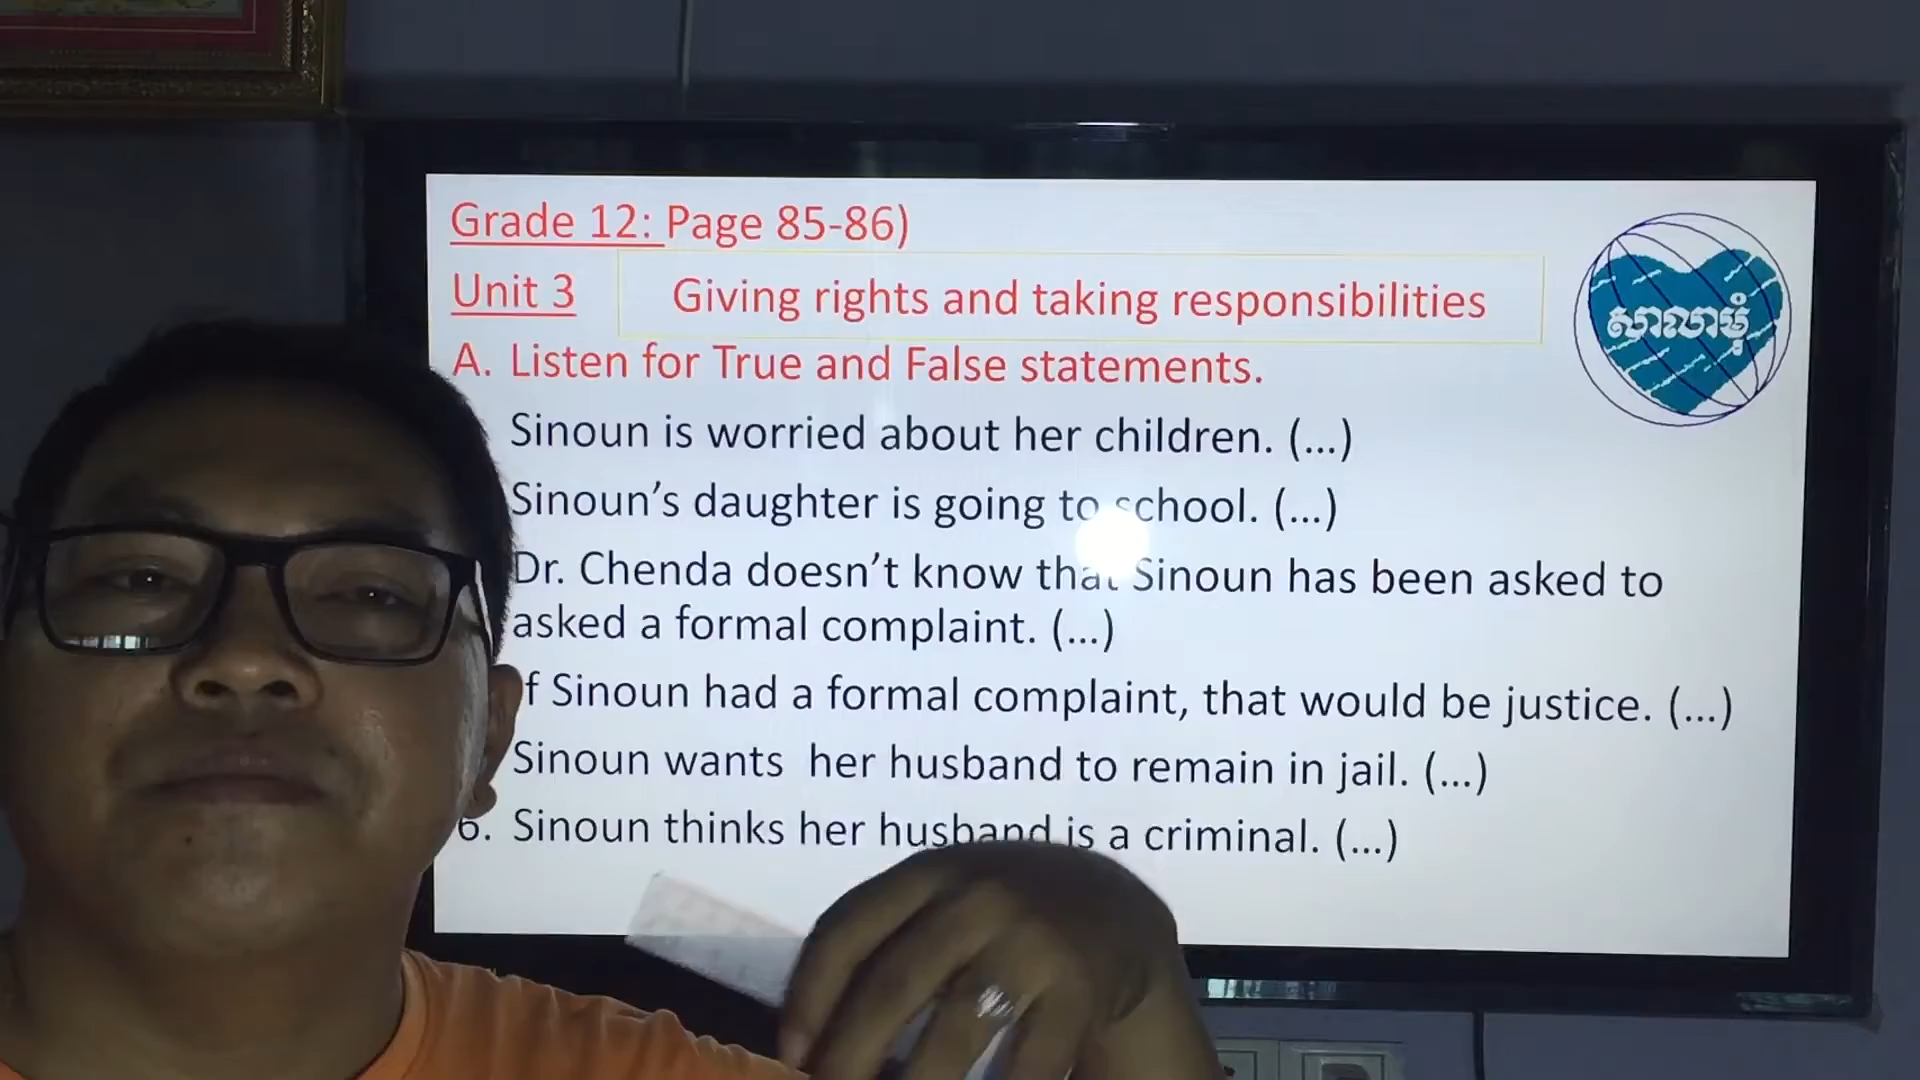 Grade 12: Page 85-86)
Unit 3 Giving rights and taking responsibilities
សាលាមុំ
A. Listen for True and False statements.
Sinoun is worried about her children. (...)
Sinoun's daughter is going to school. (...)
Dr. Chenda doesn't know that Sinoun has been asked to
asked a formal complaint. (...)
f Sinoun had a formal complaint, that would be justice. (...)
Sinoun wants her husband to remain in jail. (...)
6. Sinoun thinks her husband is a criminal. (...)